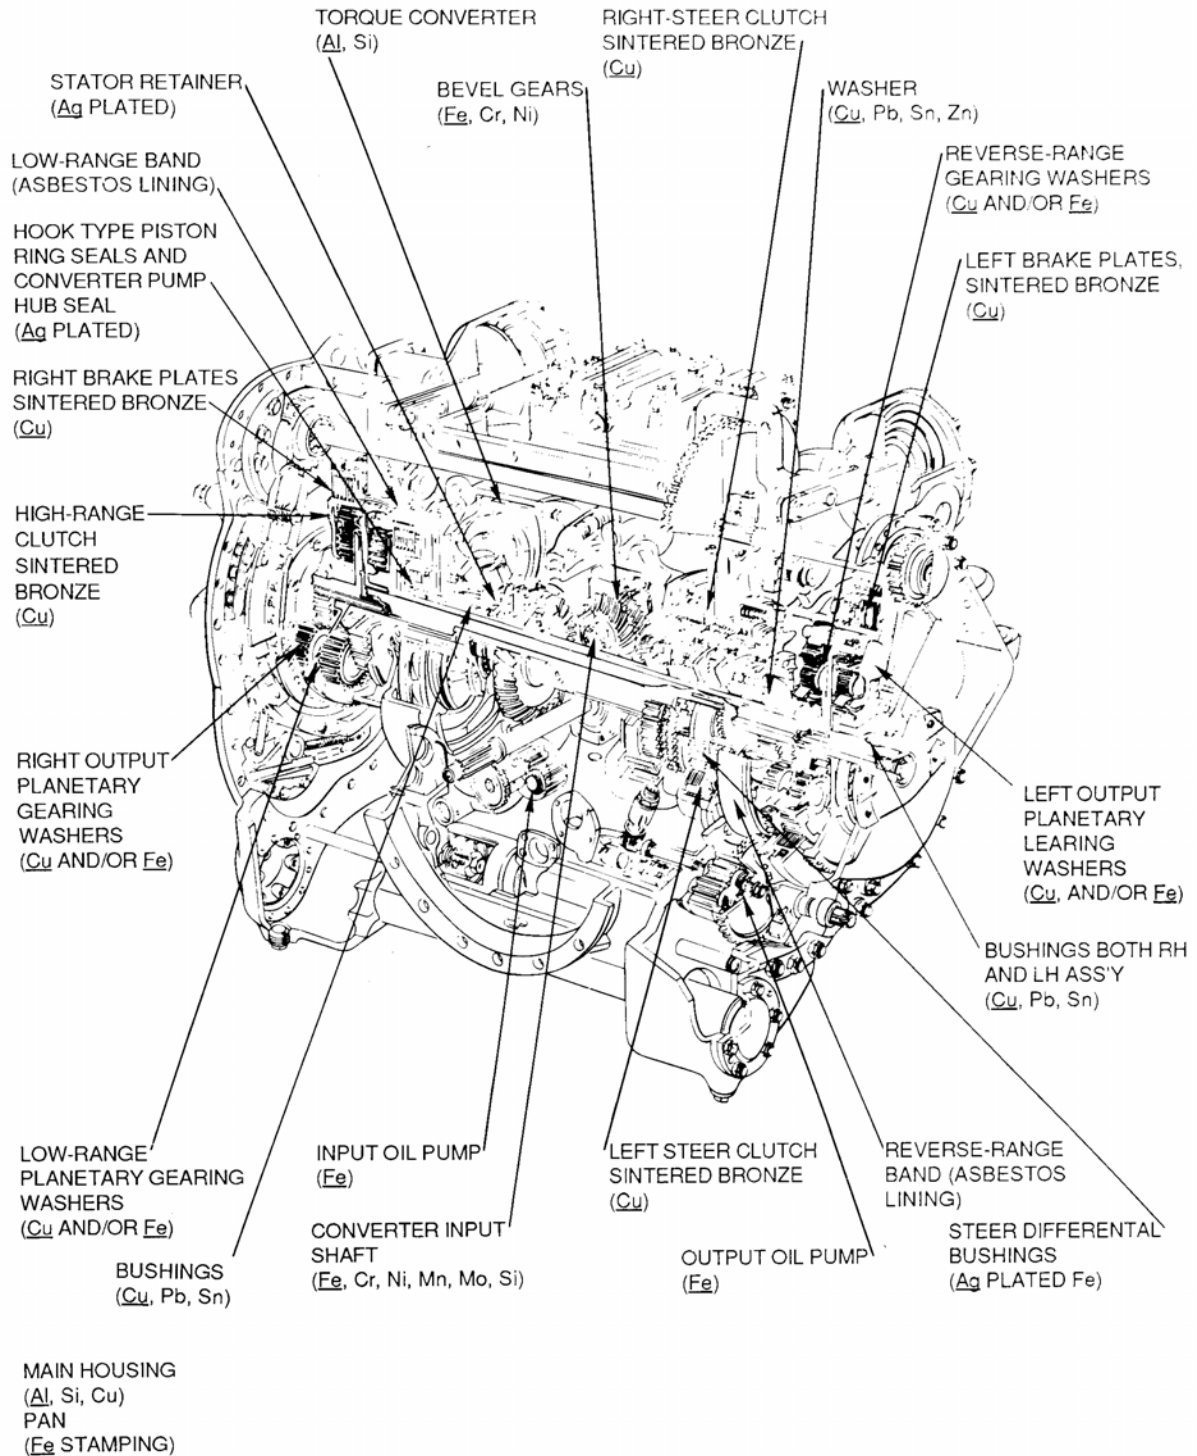 TORQUE CONVERTER
(Al, Si)
RIGHT-STEER CLUTCH
SINTERED BRONZE
(Cu)
STATOR RETAINER
(Ag PLATED)
BEVEL GEARS
(Fe, Cr, Ni)
WASHER
(Cu, Pb, Sn, Zn)
LOW-RANGE BAND
(ASBESTOS LINING)
REVERSE-RANGE
GEARING WASHERS
(Cu AND/OR Fe)
HOOK TYPE PISTON
RING SEALS AND
CONVERTER PUMP
HUB SEAL
(Ag PLATED)
LEFT BRAKE PLATES,
SINTERED BRONZE
(Cu)
RIGHT BRAKE PLATES
SINTERED BRONZE
(Cu)
HIGH-RANGE
CLUTCH
SINTERED
BRONZE
(Cu)
RIGHT OUTPUT
PLANETARY
GEARING
WASHERS
(Cu AND/OR Fe)
LEFT OUTPUT
PLANETARY
LEARING
WASHERS
(Cu, AND/OR Fe)
BUSHINGS BOTH RH
AND LH ASS'Y
(Cu, Pb, Sn)
LOW-RANGE
PLANETARY GEARING
WASHERS
(Cu AND/OR Fe)
INPUT OIL PUMP
(Fe)
LEFT STEER CLUTCH
SINTERED BRONZE
(Cu)
REVERSE-RANGE
BAND (ASBESTOS
LINING)
BUSHINGS
(Cu, Pb, Sn)
CONVERTER INPUT
SHAFT
(Fe, Cr, Ni, Mn, Mo, Si)
OUTPUT OIL PUMP
(Fe)
STEER DIFFERENTAL
BUSHINGS
(Ag PLATED Fe)
MAIN HOUSING
(Al, Si, Cu)
PAN
(Fe STAMPING)